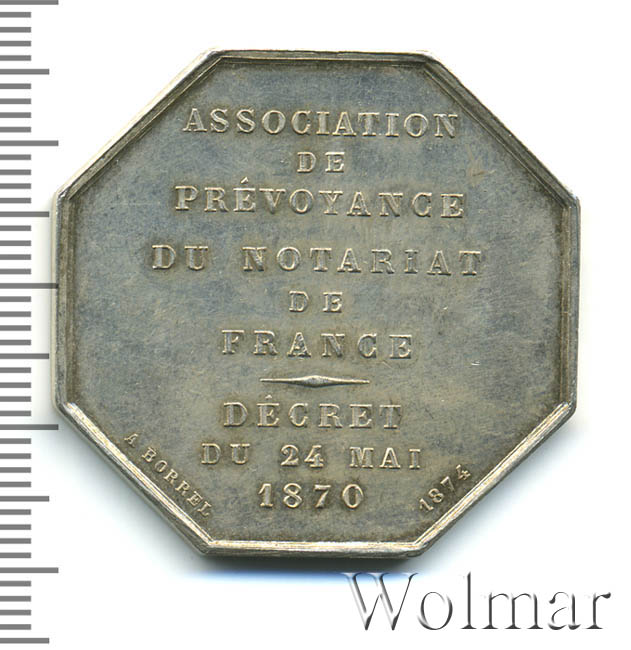 ASSOCIATION
DE
PRÉVOYANCE
DU NOTARIAT
DE
FRANCE
DÉCRET
DU 24 MAI
1870
A BORREL
1874
Wolmar